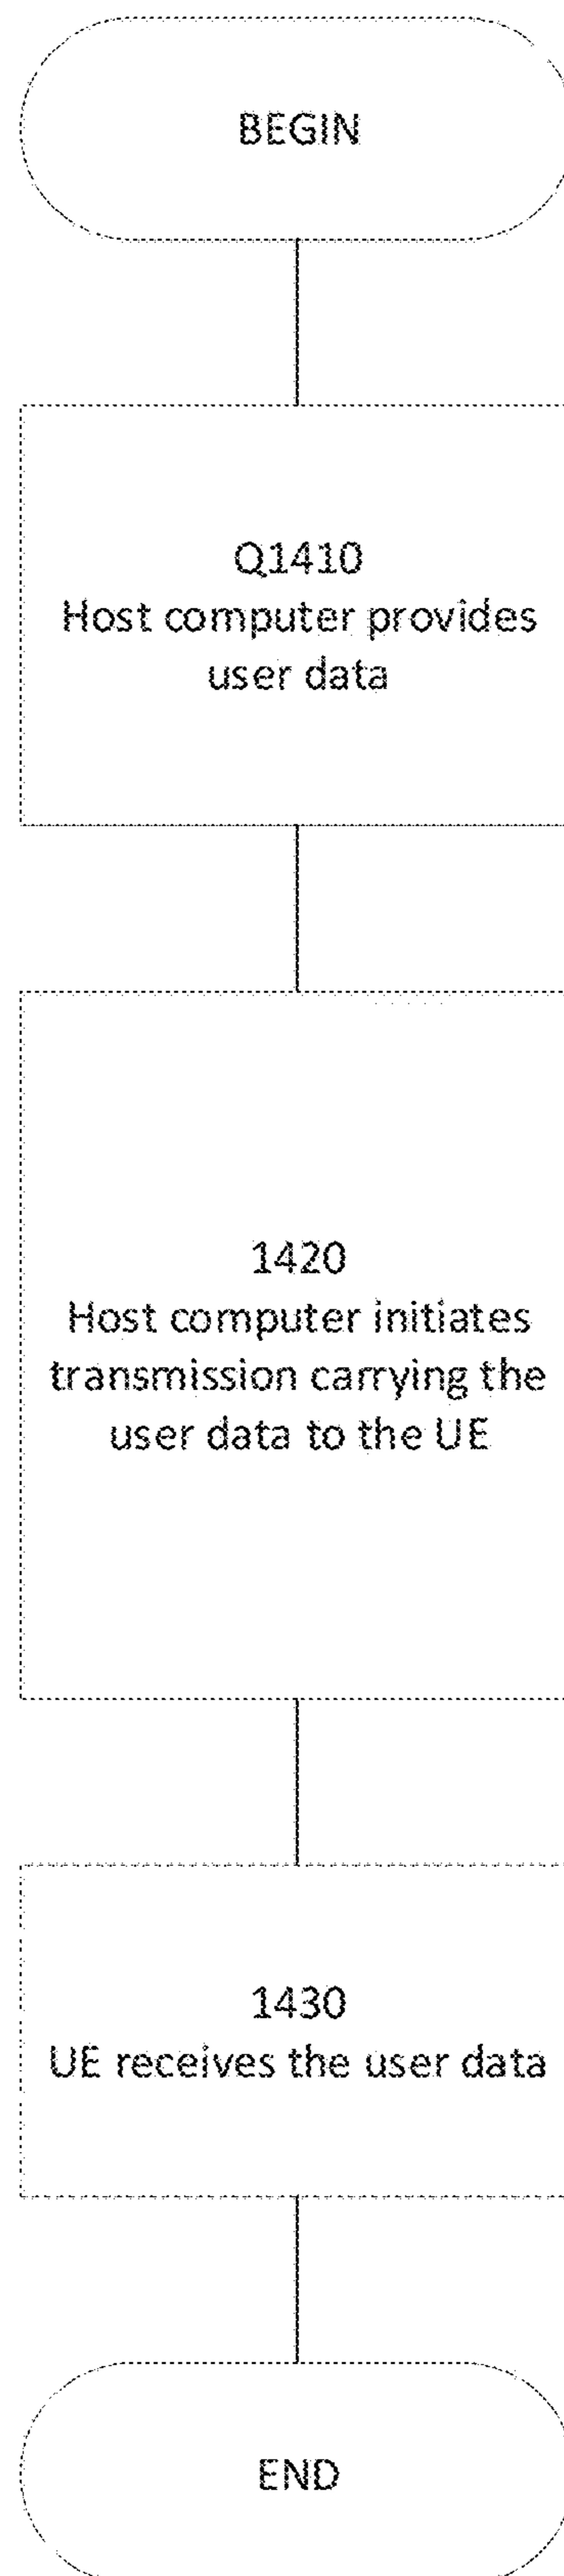 BEGIN
Q1410
Host computer provides
user data
1420
Host computer initiates
transmission carrying the
user data to the UE
1430
UE receives the user data
END